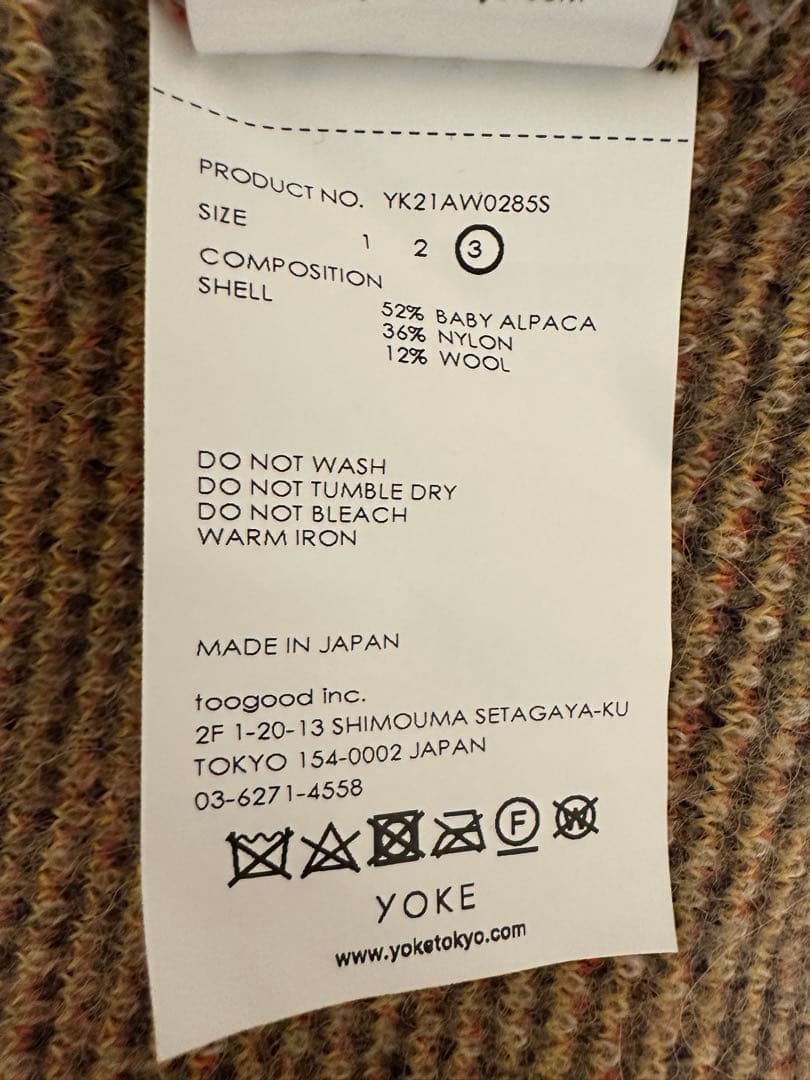 PRODUCT NO. YK21AW0285S
SIZE 1 2 3
COMPOSITION
SHELL
52% BABY ALPACA
36% NYLON
12% WOOL
DO NOT WASH
DO NOT TUMBLE DRY
DO NOT BLEACH
WARM IRON
MADE IN JAPAN
toogood inc.
2F 1-20-13 SHIMOUMA SETAGAYA-KU
TOKYO 154-0002 JAPAN
03-6271-4558
F W
YOKE
www.yoketokyo.com